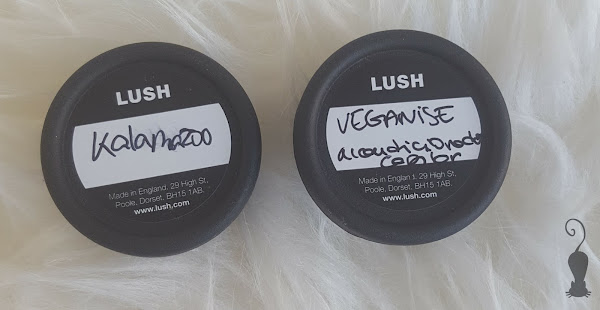 LUSH
Kalamazoo
Made in England. 29 High St,
Poole, Dorset, BH15 1AB.
www.lush.com
LUSH
VEGANISE
acondicionador
Made in England. 29 High St,
Poole, Dorset, BH15 1AB.
www.lush.com